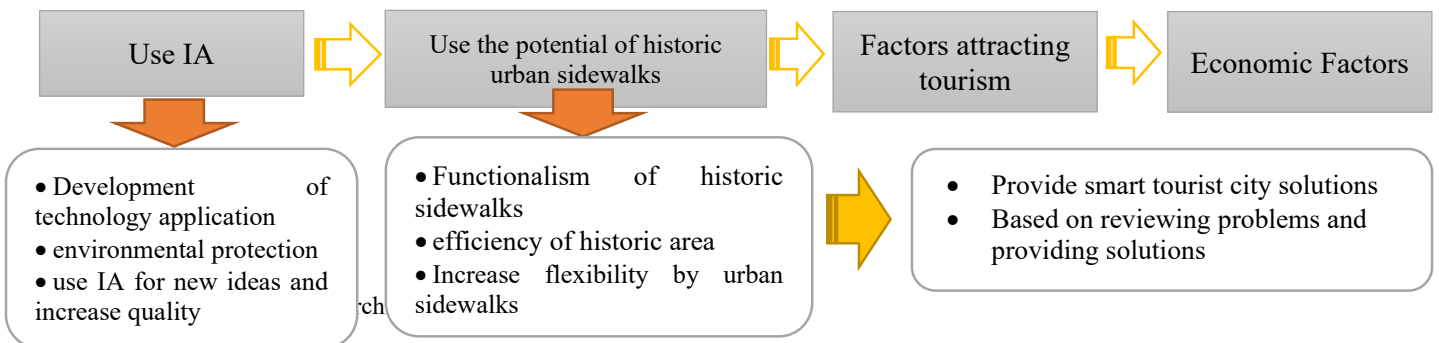 Use IA
Use the potential of historic
urban sidewalks
Factors attracting
tourism
Economic Factors
• Development of
technology application
• environmental protection
• use IA for new ideas and
increase quality
• Functionalism of historic
sidewalks
• efficiency of historic area
• Increase flexibility by urban
sidewalks
• Provide smart tourist city solutions
• Based on reviewing problems and
providing solutions
rch